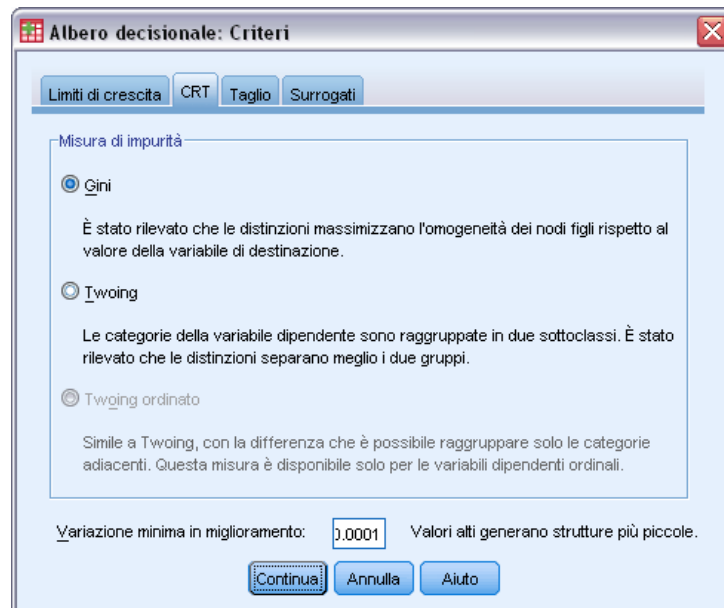 Albero decisionale: Criteri
Limiti di crescita CRT Taglio Surrogati
Misura di impurità
Gini
È stato rilevato che le distinzioni massimizzano l'omogeneità dei nodi figli rispetto al
valore della variabile di destinazione.
Twoing
Le categorie della variabile dipendente sono raggruppate in due sottoclassi. È stato
rilevato che le distinzioni separano meglio i due gruppi.
Twoing ordinato
Simile a Twoing, con la differenza che è possibile raggruppare solo le categorie
adiacenti. Questa misura è disponibile solo per le variabili dipendenti ordinali.
Variazione minima in miglioramento: 0.0001 Valori alti generano strutture più piccole.
Continua Annulla Aiuto